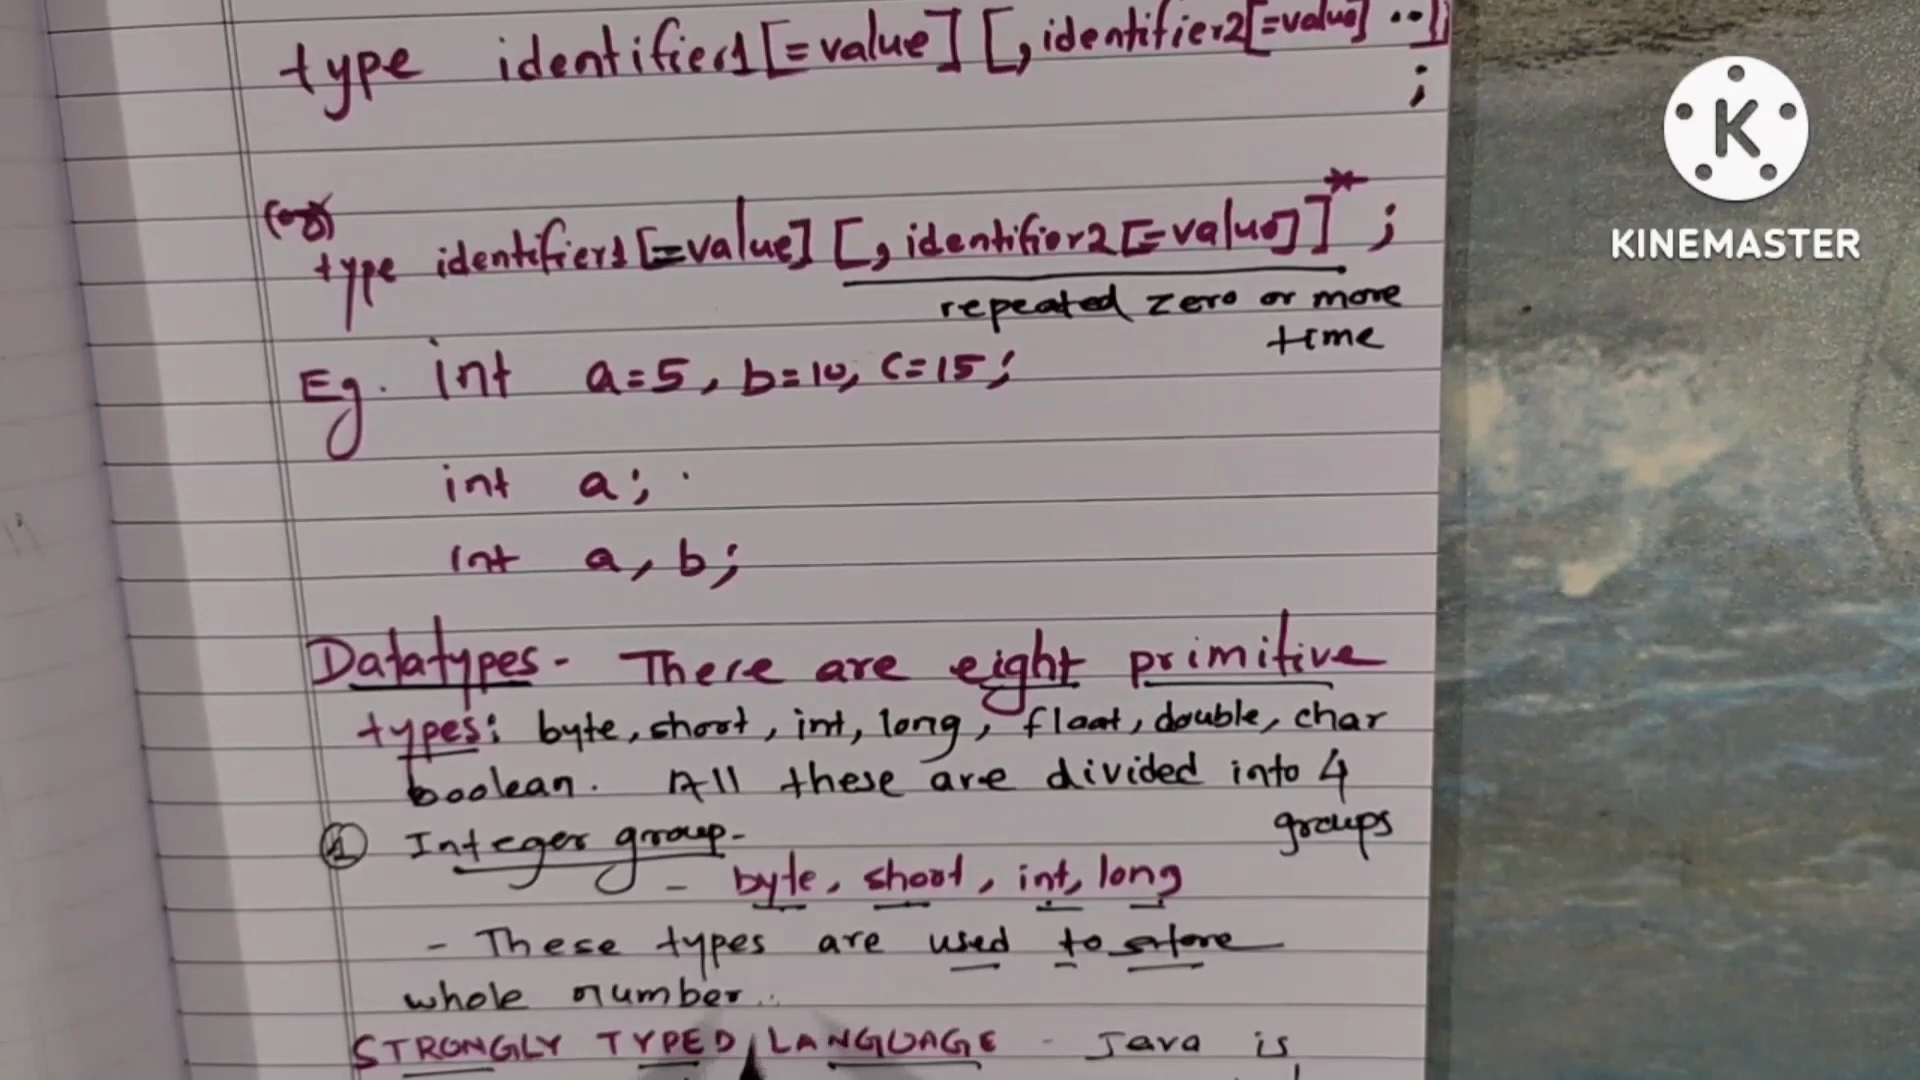 type identifier1[=value] [,identifier2[=value] ..]
;
(or)
type identifier1[=value] [, identifier2[=value]]* ;
repeated zero or more
time
Eg. int a=5, b=10, c=15;
int a;
int a, b;
Datatypes- There are eight primitive
types: byte, short, int, long, float, double, char
boolean. All these are divided into 4
groups
① Integer group-
- byte, short, int, long
- These types are used to store
whole number..
STRONGLY TYPED LANGUAGE - Java is
K
KINEMASTER